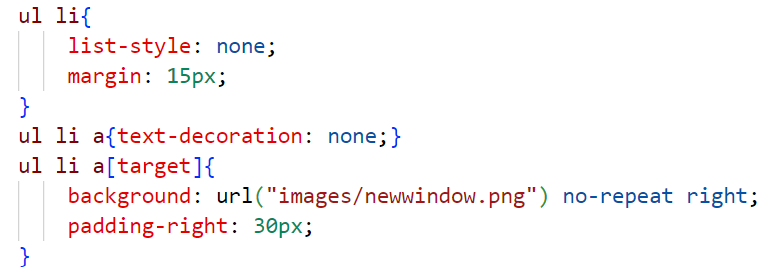 ul li{
    list-style: none;
    margin: 15px;
}
ul li a{text-decoration: none;}
ul li a[target]{
    background: url("images/newwindow.png") no-repeat right;
    padding-right: 30px;
}